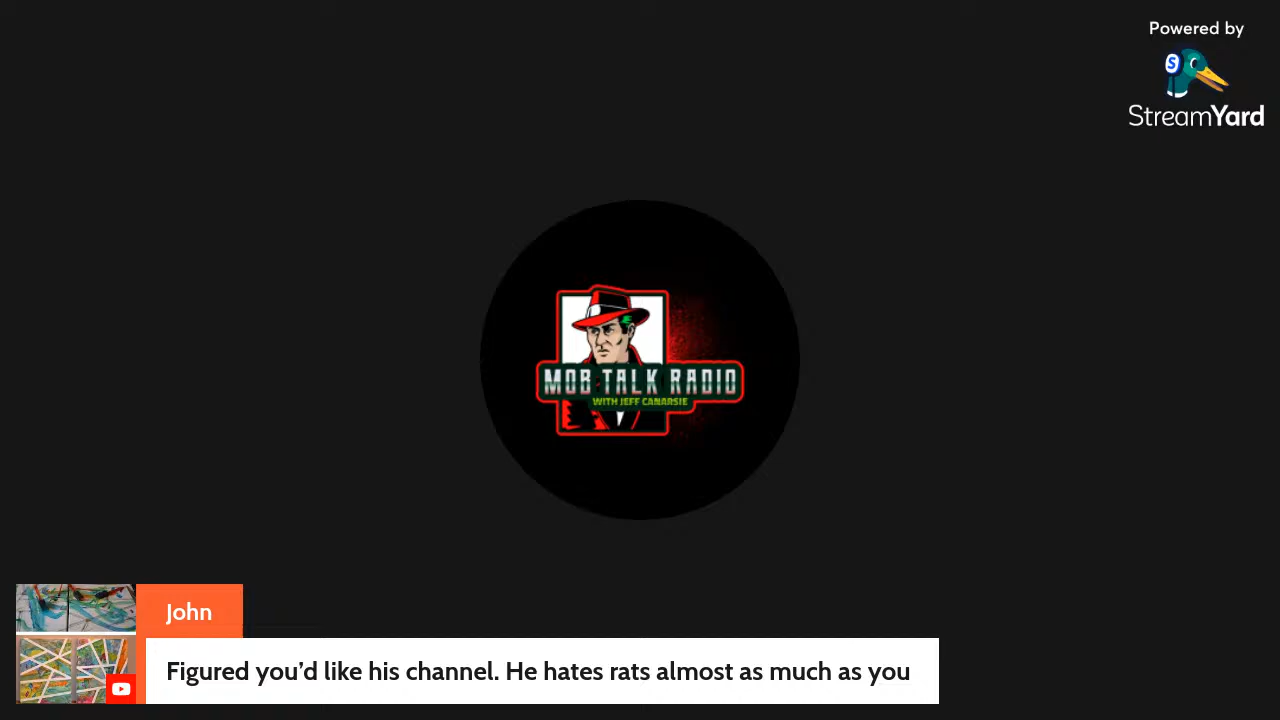 Powered by
S
StreamYard
MOB TALK RADIO
WITH JEFF CANARSIE
John
Figured you’d like his channel. He hates rats almost as much as you